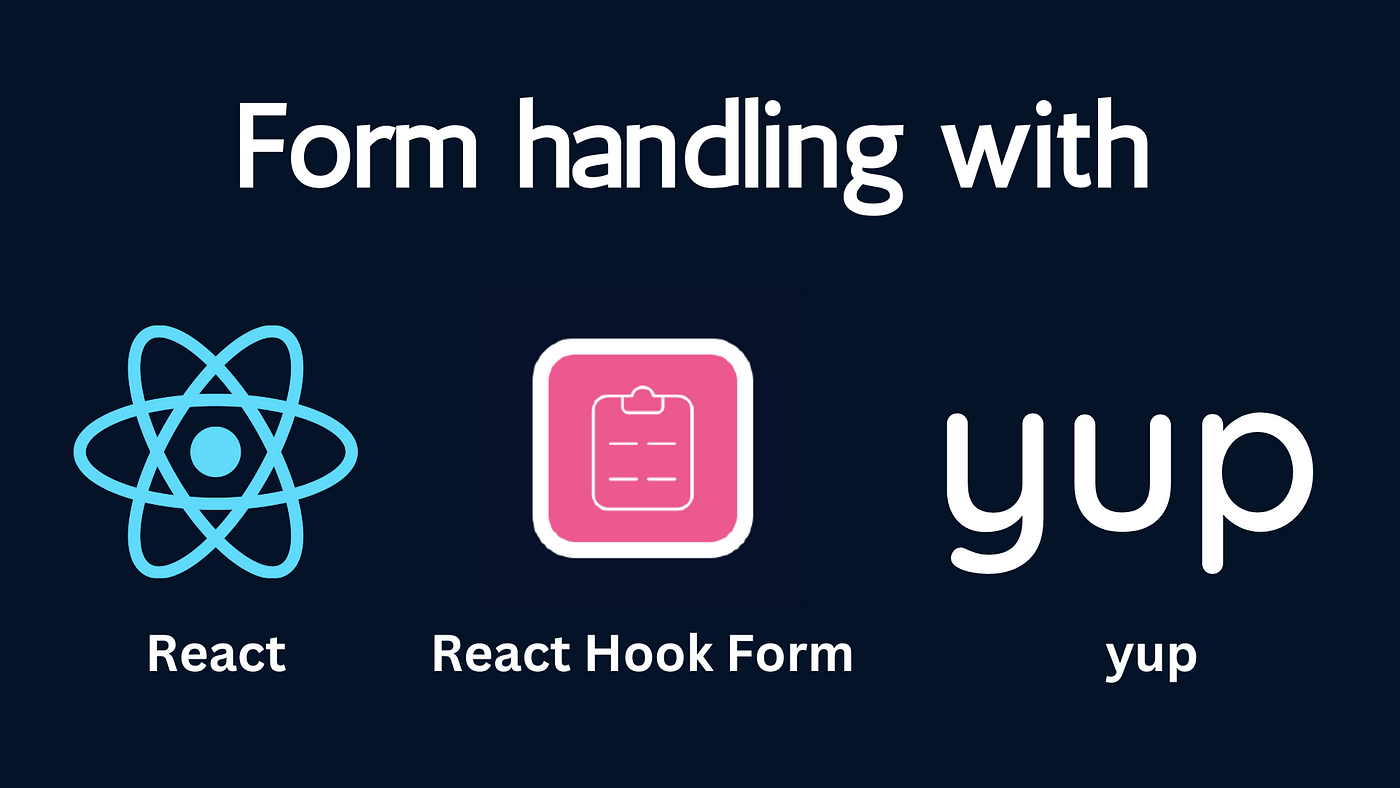 Form handling with
yup
React
React Hook Form
yup